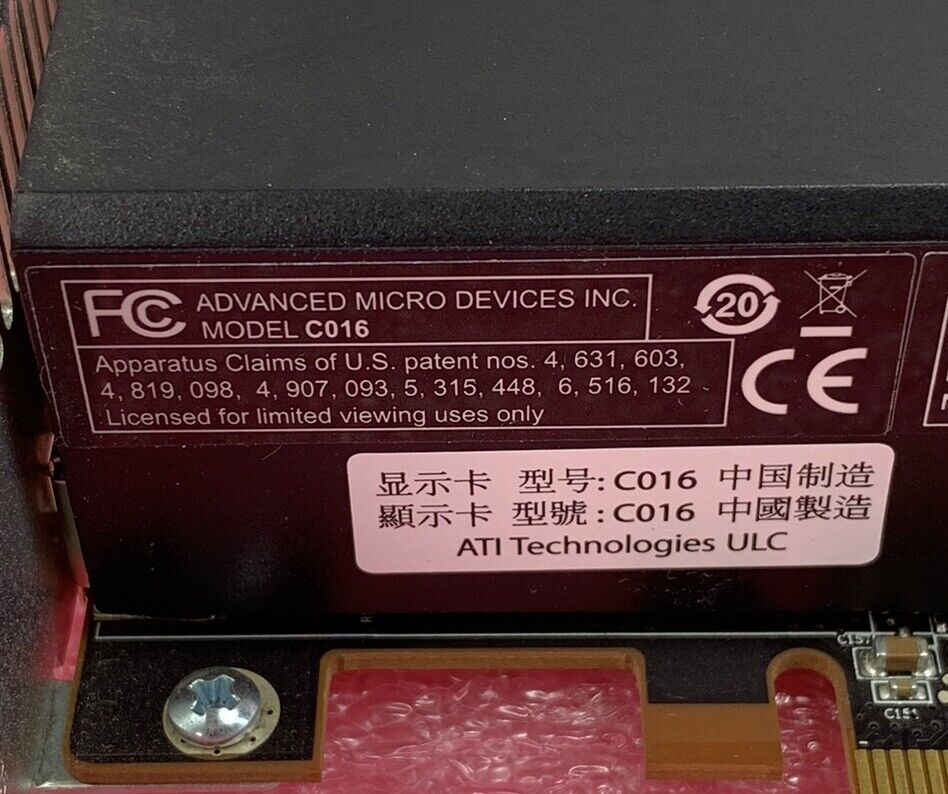 FCC ADVANCED MICRO DEVICES INC.
MODEL C016
20
Apparatus Claims of U.S. patent nos. 4, 631, 603,
4, 819, 098, 4, 907, 093, 5, 315, 448, 6, 516, 132
Licensed for limited viewing uses only
CE
显示卡 型号: C016 中国制造
顯示卡 型號 : C016 中國製造
ATI Technologies ULC
C151